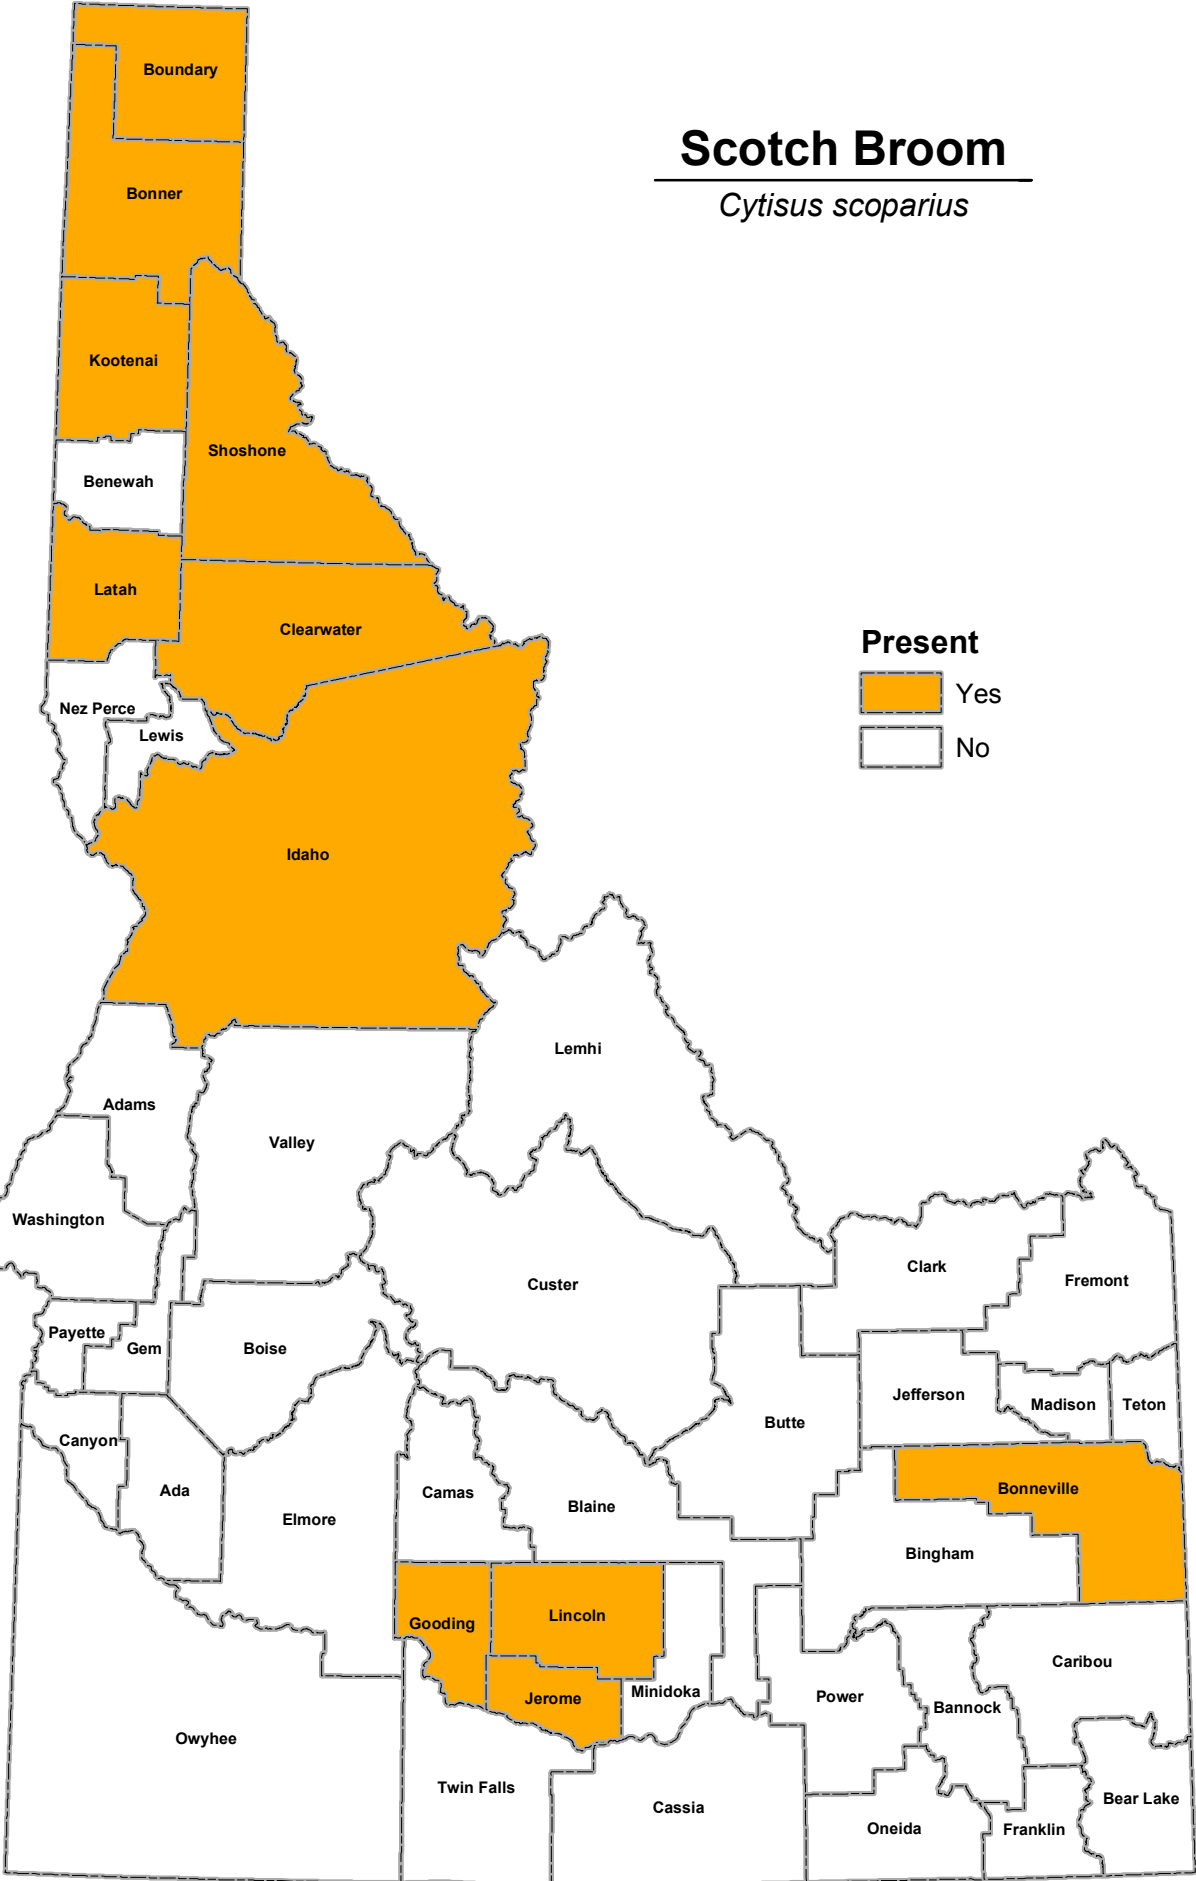 Boundary
Scotch Broom
Cytisus scoparius
Bonner
Kootenai
Shoshone
Benewah
Latah
Clearwater
Present
Yes
No
Nez Perce
Lewis
Idaho
Lemhi
Adams
Valley
Washington
Clark
Fremont
Custer
Payette
Gem
Boise
Jefferson
Madison
Teton
Butte
Canyon
Ada
Camas
Blaine
Bonneville
Elmore
Bingham
Gooding
Lincoln
Caribou
Jerome
Minidoka
Power
Bannock
Owyhee
Twin Falls
Cassia
Bear Lake
Oneida
Franklin